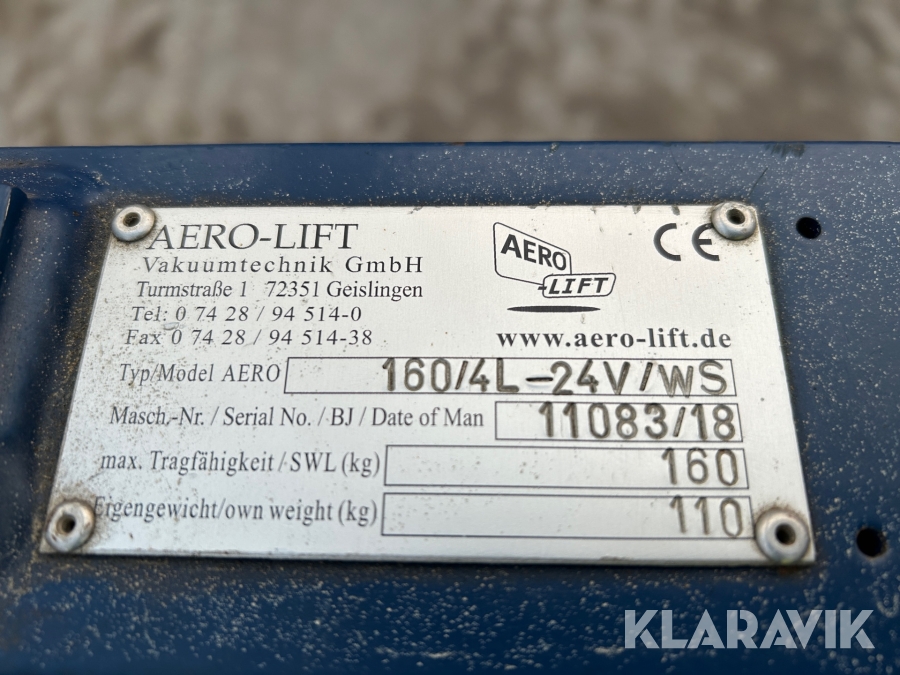 AERO-LIFT
Vakuumtechnik GmbH
Turmstraße 1 72351 Geislingen
Tel: 0 74 28 / 94 514-0
Fax 0 74 28 / 94 514-38
AERO
-LIFT
CE
www.aero-lift.de
Typ/Model AERO 160/4L-24V/WS
Masch.-Nr. / Serial No. / BJ / Date of Man 11083/18
max. Tragfähigkeit / SWL (kg) 160
Ergengewicht/own weight (kg) 110
KLARAVIK